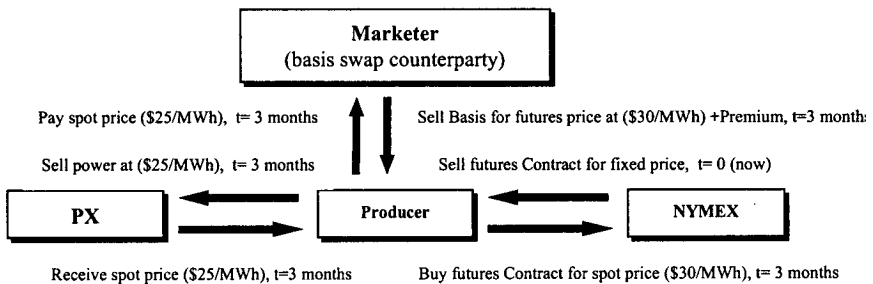 Marketer
(basis swap counterparty)
Pay spot price ($25/MWh), t= 3 months
Sell Basis for futures price at ($30/MWh) +Premium, t=3 month
Sell power at ($25/MWh), t= 3 months
Sell futures Contract for fixed price, t= 0 (now)
PX
Producer
NYMEX
Receive spot price ($25/MWh), t=3 months
Buy futures Contract for spot price ($30/MWh), t= 3 months